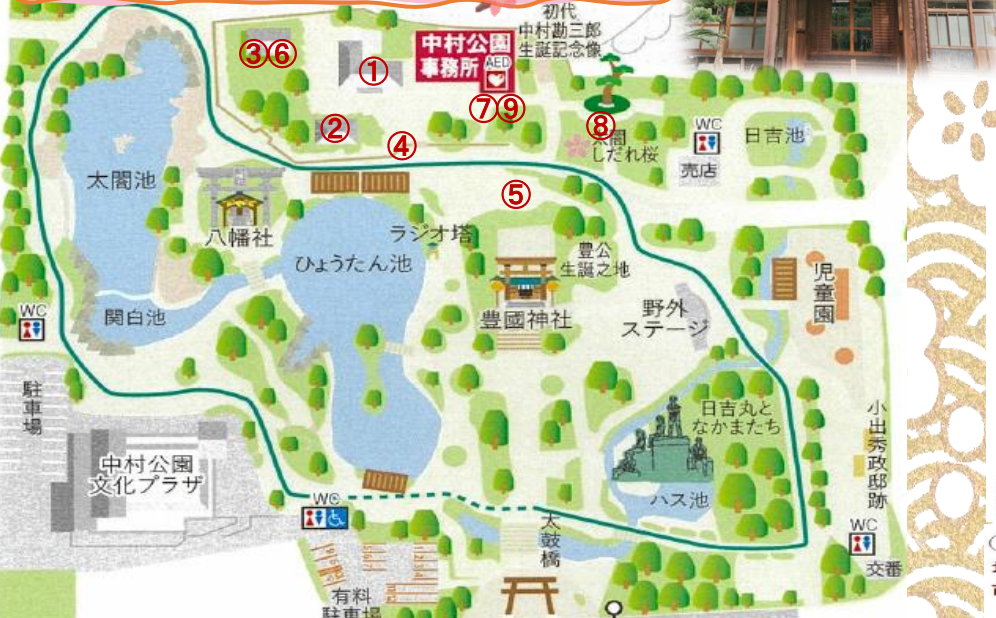 初代
中村勘三郎
生誕記念像
中村公園
事務所
AED
③⑥
①
⑦⑨
⑧
②
④
太閤
しだれ桜
WC
売店
日吉池
太閤池
八幡社
⑤
ラジオ塔
ひょうたん池
豊公
生誕之地
豊國神社
野外
ステージ
児童園
関白池
WC
駐車場
中村公園
文化プラザ
日吉丸と
なかまたち
ハス池
小出秀政邸跡
WC
太鼓橋
WC
交番
有料
駐車場